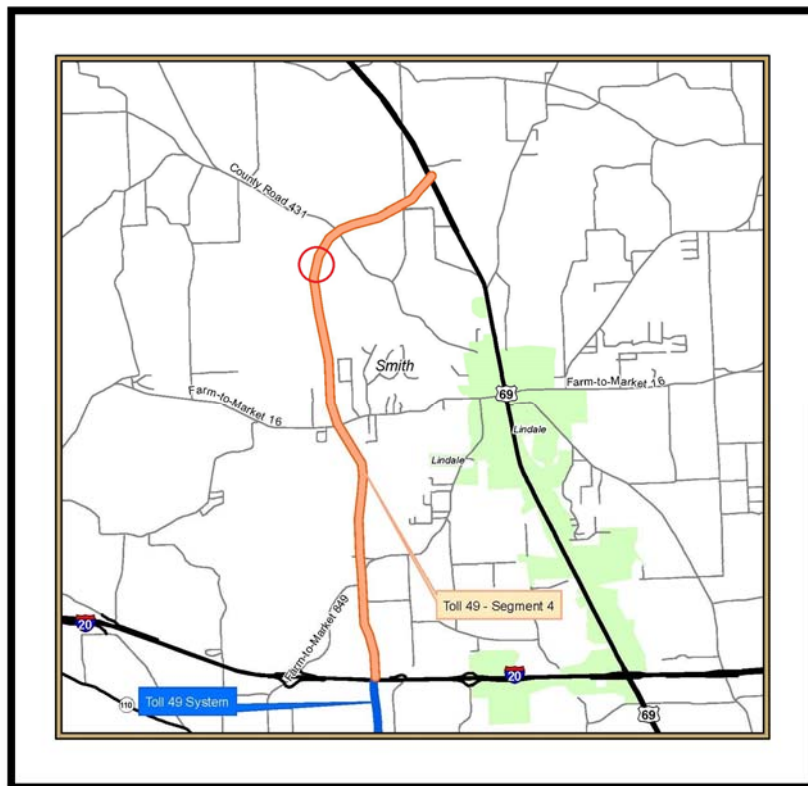 County Road 431
Smith
Farm-to-Market 16
69
Farm-to-Market 16
Lindale
Lindale
Toll 49 - Segment 4
Farm-to-Market 849
20
20
110
Toll 49 System
69